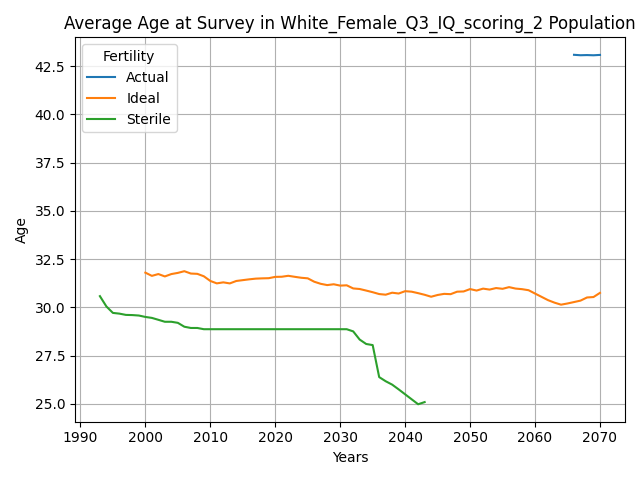 Average Age at Survey in White_Female_Q3_IQ_scoring_2 Population
Fertility
Actual
Ideal
Sterile
42.5
40.0
37.5
35.0
32.5
30.0
27.5
25.0
Age
1990 2000 2010 2020 2030 2040 2050 2060 2070
Years